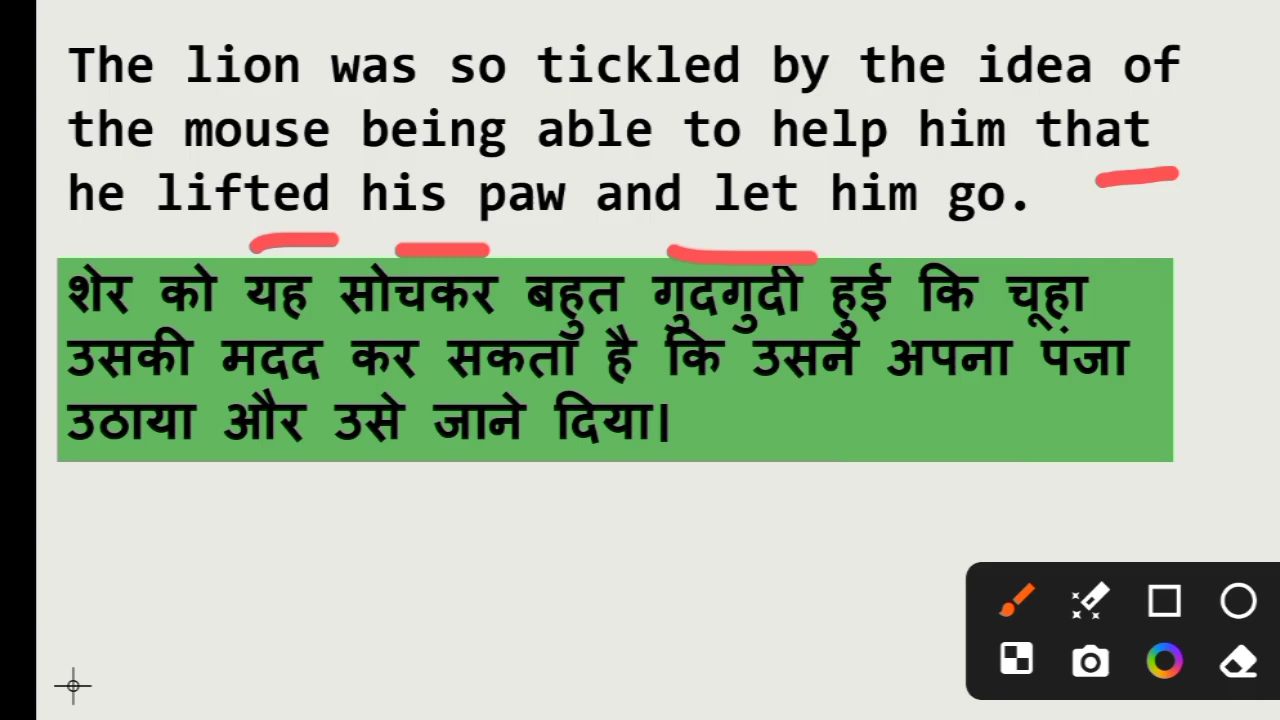 The lion was so tickled by the idea of
the mouse being able to help him that
he lifted his paw and let him go.
शेर को यह सोचकर बहुत गुदगुदी हुई कि चूहा
उसकी मदद कर सकता है कि उसने अपना पंजा
उठाया और उसे जाने दिया।